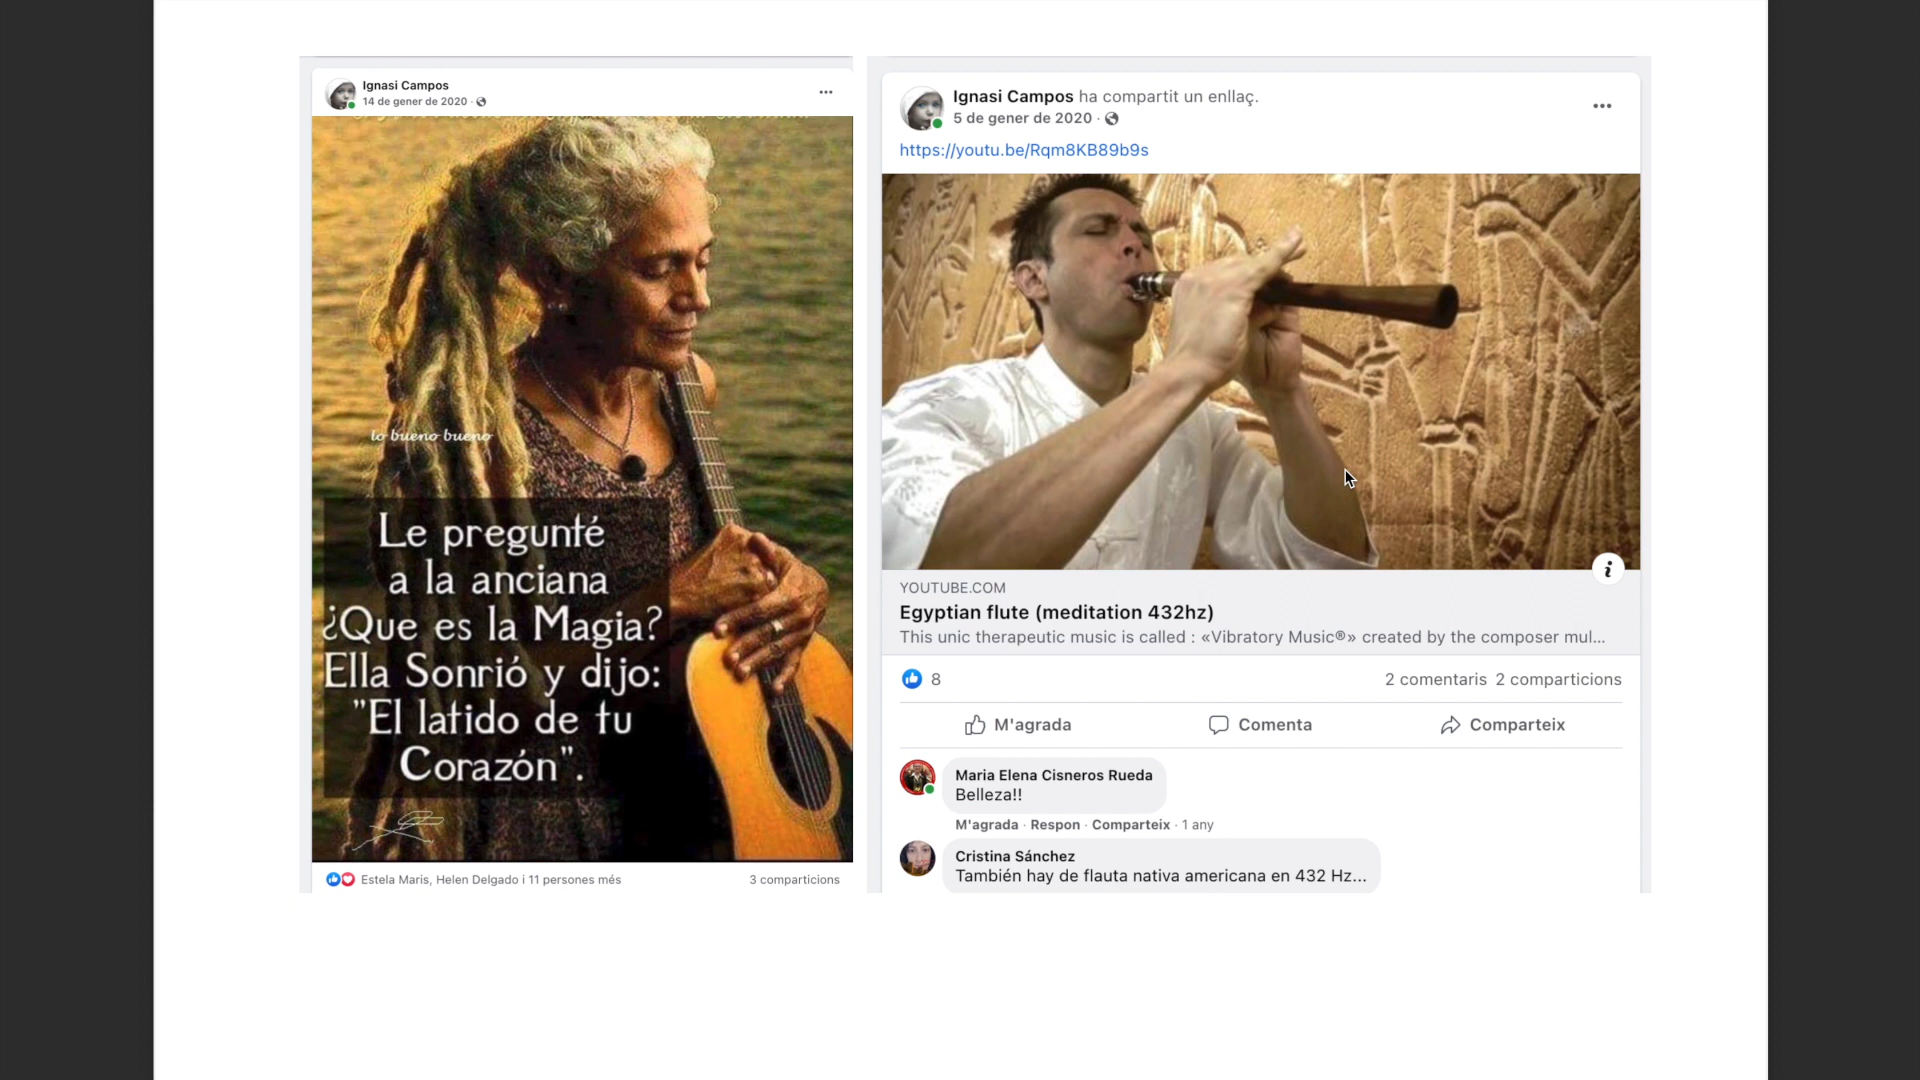 Ignasi Campos
14 de gener de 2020 ·
lo bueno bueno
Le pregunté
a la anciana
¿Que es la Magia?
Ella Sonrió y dijo:
"El latido de tu
Corazón".
Estela Maris, Helen Delgado i 11 persones més
3 comparticions
Ignasi Campos ha compartit un enllaç.
5 de gener de 2020 ·
https://youtu.be/Rqm8KB89b9s
YOUTUBE.COM
Egyptian flute (meditation 432hz)
This unic therapeutic music is called : «Vibratory Music®» created by the composer mul...
8
2 comentaris 2 comparticions
M'agrada
Comenta
Comparteix
Maria Elena Cisneros Rueda
Belleza!!
M'agrada · Respon · Comparteix · 1 any
Cristina Sánchez
También hay de flauta nativa americana en 432 Hz...